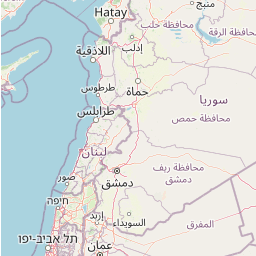 منبج
Hatay
محافظة حلب
محافظة الرقة
إدلب
اللاذقية
حماة
طرطوس
سوريا
طرابلس
محافظة حمص
لبنان
محافظة ريف
دمشق
دمشق
صور
חיפה
إربد
السويداء
المفرق
תל אביב-יפו
عمان